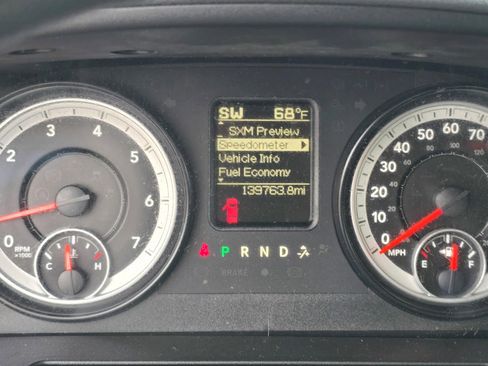 SW 68°F
SXM Preview
Speedometer
Vehicle Info
Fuel Economy
139763.8mi
P R N D
BRAKE
2 3 4 5 6 7
0
RPM
x1000
C H
0 10 20 30 40 50 60 70
MPH
E F